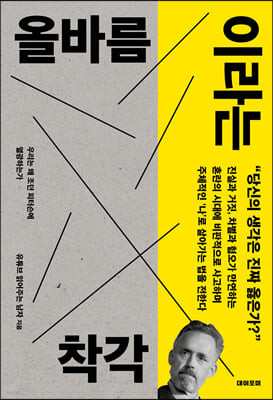 올바름
이라는
착각
우리는 왜 조던 피터슨에
열광하는가
유튜브 읽어주는 남자 지음
“당신의 생각은 진짜 옳은가?”
진실과 거짓, 차별과 혐오가 만연하는
혼란의 시대에 비판적으로 사고하며
주체적인 ‘나’로 살아가는 법을 전한다
데이포미